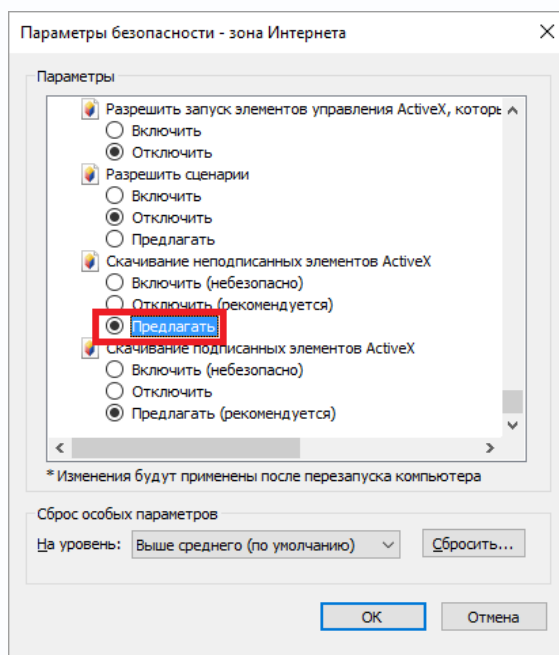 Параметры безопасности - зона Интернета
Параметры
Разрешить запуск элементов управления ActiveX, которь
Включить
Отключить
Разрешить сценарии
Включить
Отключить
Предлагать
Скачивание неподписанных элементов ActiveX
Включить (небезопасно)
Отключить (рекомендуется)
Предлагать
Скачивание подписанных элементов ActiveX
Включить (небезопасно)
Отключить
Предлагать (рекомендуется)
* Изменения будут применены после перезапуска компьютера
Сброс особых параметров
На уровень: Выше среднего (по умолчанию) Сбросить...
ОК Отмена